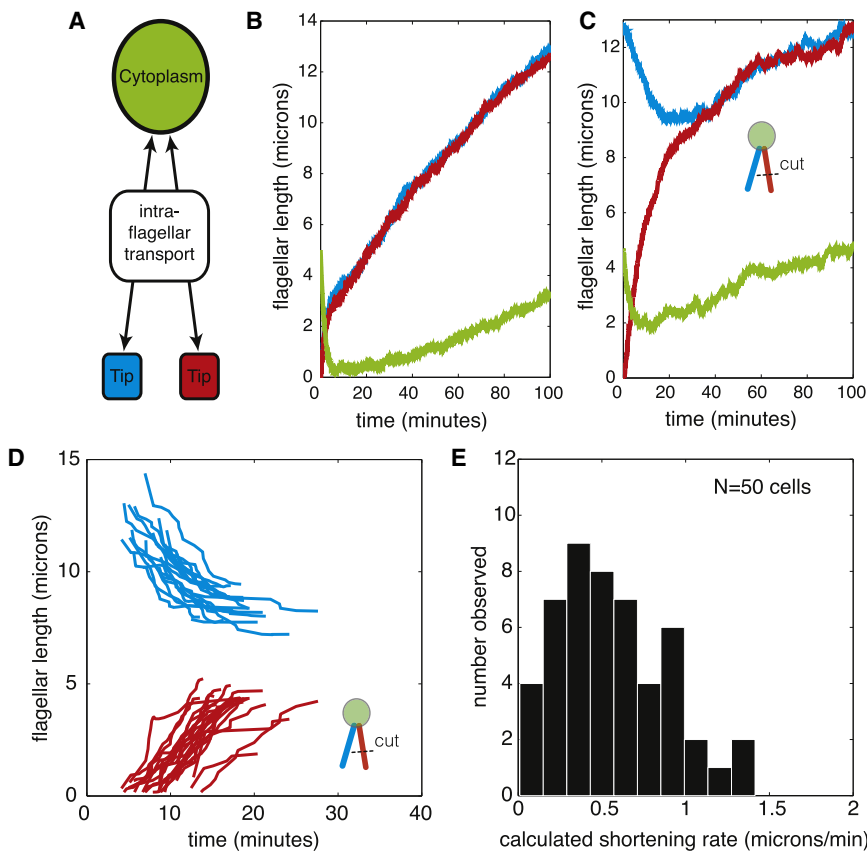 A
Cytoplasm
intra-
flagellar
transport
Tip
Tip
B
14
12
10
8
6
4
2
0
flagellar length (microns)
0
20
40
60
80
100
time (minutes)
C
12
10
8
6
4
2
0
flagellar length (microns)
cut
0
20
40
60
80
100
time (minutes)
D
15
10
5
0
flagellar length (microns)
cut
0
10
20
30
40
time (minutes)
E
12
10
8
6
4
2
0
number observed
N=50 cells
0
0.5
1
1.5
2
calculated shortening rate (microns/min)